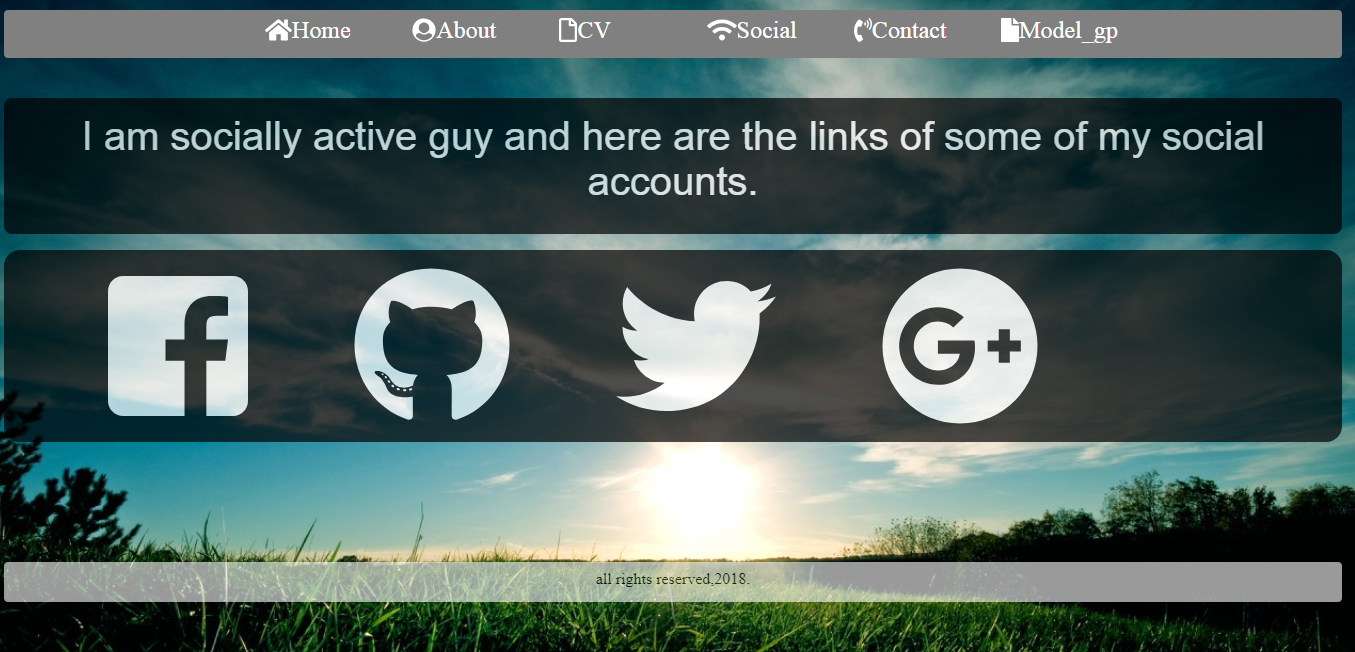 Home About CV Social Contact Model_gp
I am socially active guy and here are the links of some of my social
accounts.
f G+
all rights reserved,2018.